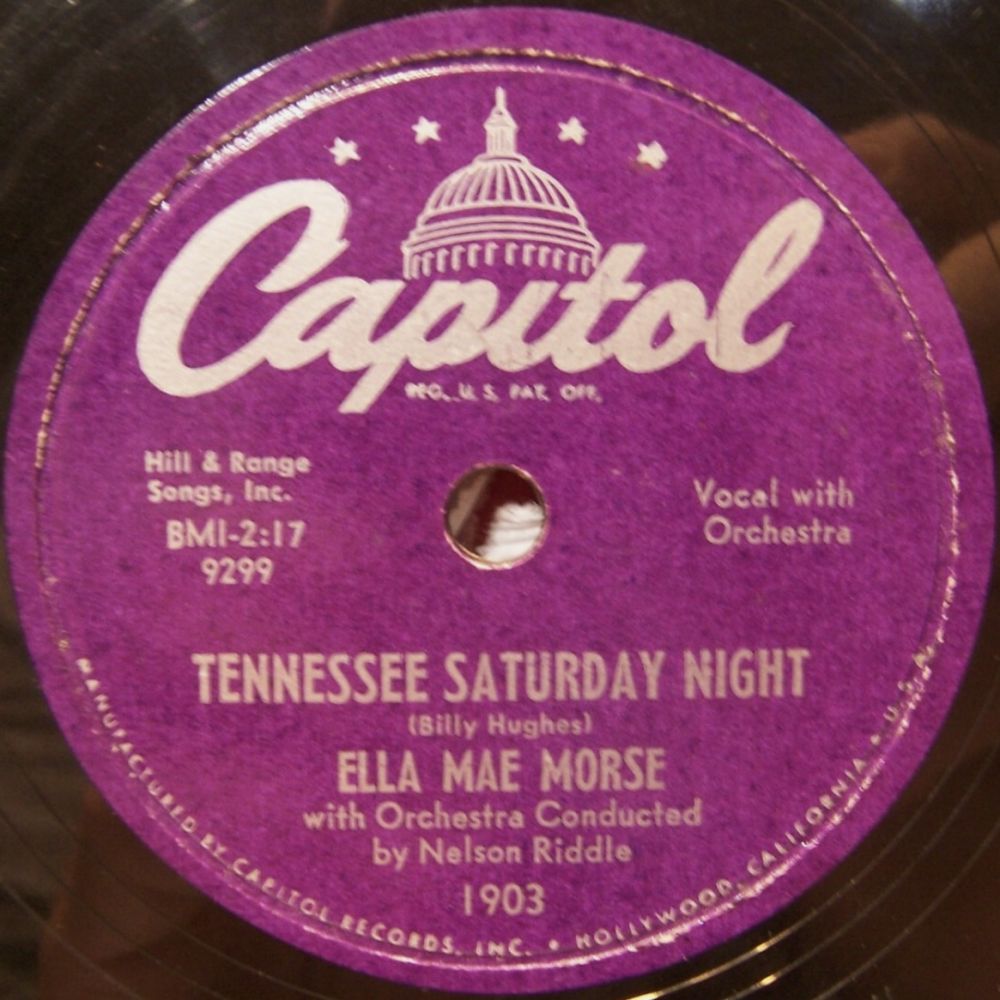 Capitol
REG. U. S. PAT. OFF.
Hill & Range
Songs, Inc.
BMI-2:17
9299
Vocal with
Orchestra
TENNESSEE SATURDAY NIGHT
(Billy Hughes)
ELLA MAE MORSE
with Orchestra Conducted
by Nelson Riddle
1903
MANUFACTURED BY CAPITOL RECORDS, INC. • HOLLYWOOD, CALIFORNIA • U.S.A.